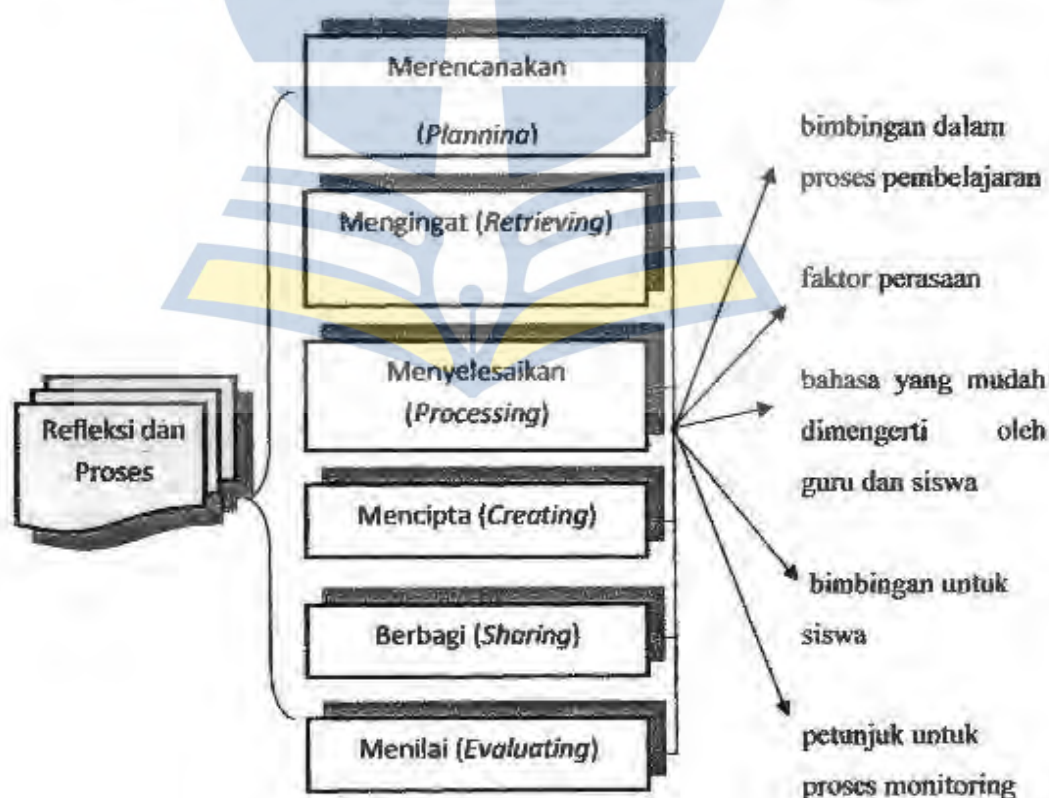 Merencanakan
(Planning)
Mengingat (Retrieving)
Menyelesaikan
(Processing)
Refleksi dan
Proses
Mencipta (Creating)
Berbagi (Sharing)
Menilai (Evaluating)
bimbingan dalam
proses pembelajaran
faktor perasaan
bahasa yang mudah
dimengerti oleh
guru dan siswa
bimbingan untuk
siswa
petunjuk untuk
proses monitoring